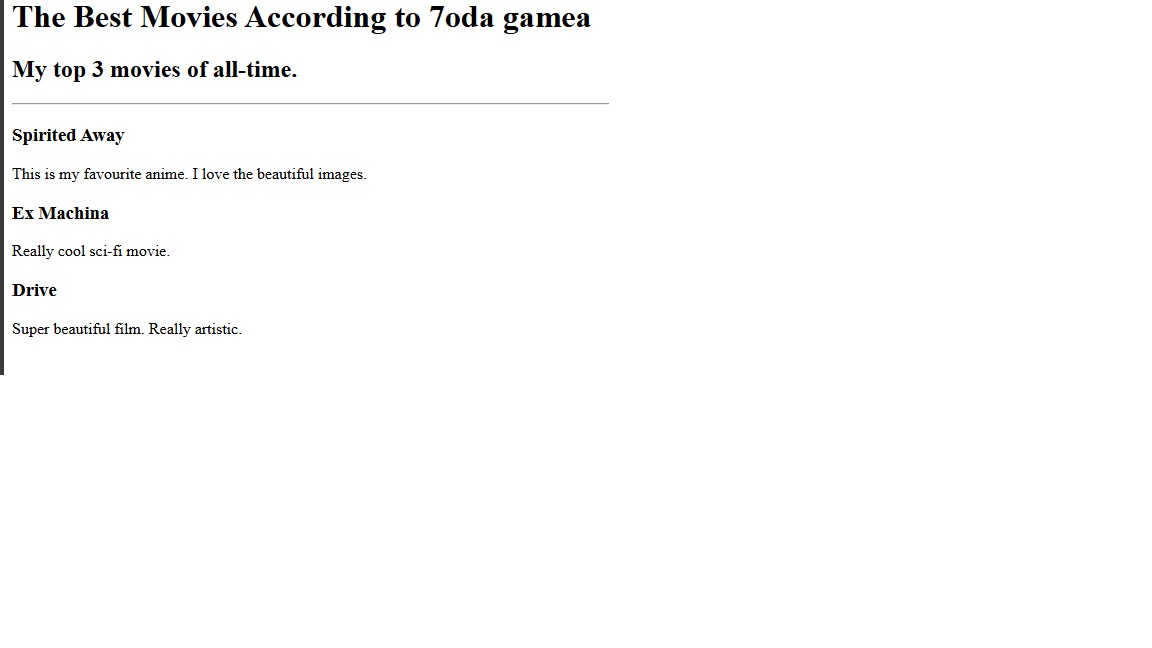 The Best Movies According to 7oda gamea
My top 3 movies of all-time.
Spirited Away
This is my favourite anime. I love the beautiful images.
Ex Machina
Really cool sci-fi movie.
Drive
Super beautiful film. Really artistic.